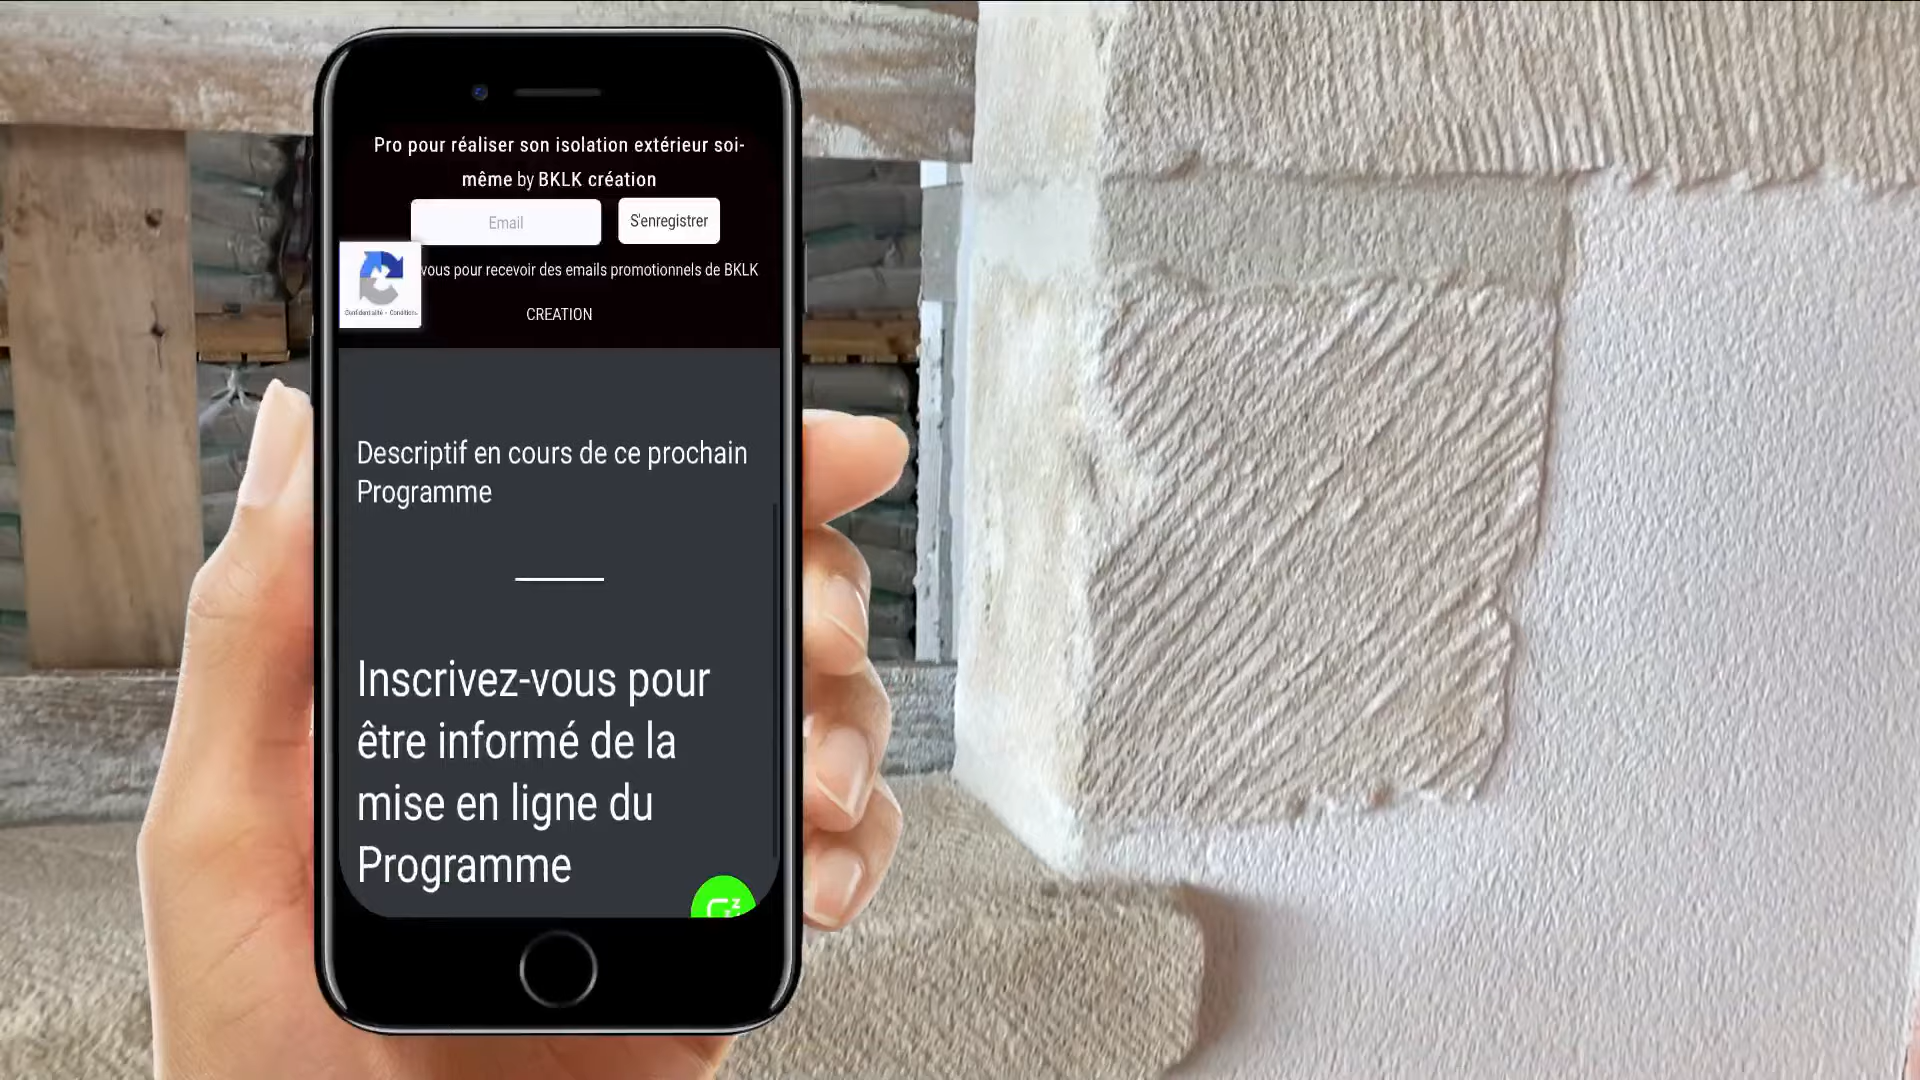 Pro pour réaliser son isolation extérieur soi-
même by BKLK création
Email
S'enregistrer
vous pour recevoir des emails promotionnels de BKLK
CREATION
Confidentialité - Conditions
Descriptif en cours de ce prochain
Programme
Inscrivez-vous pour
être informé de la
mise en ligne du
Programme